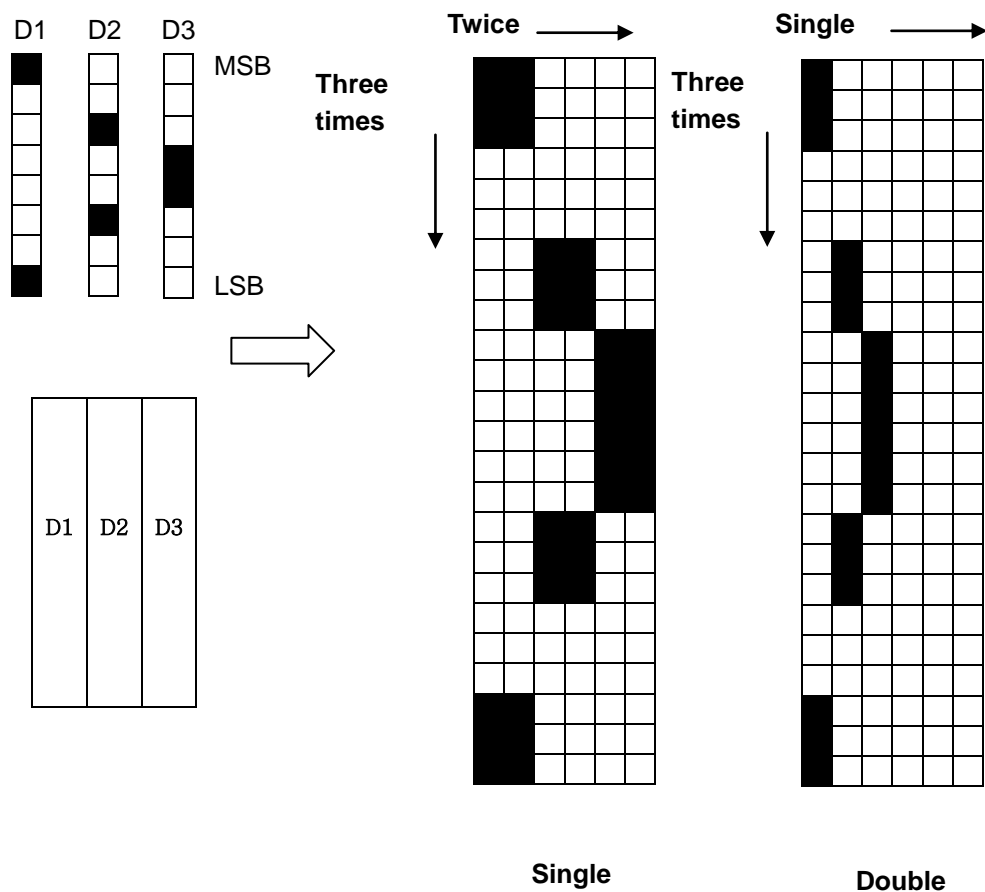 D1 D2 D3
MSB
LSB
D1 D2 D3
Twice
Three
times
Single
Single
Three
times
Double